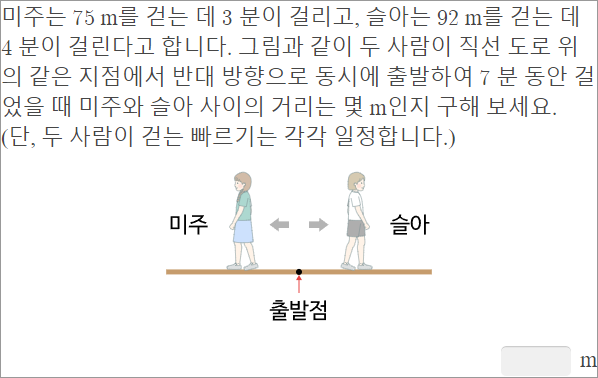 미주는 75 m를 걷는 데 3 분이 걸리고, 슬아는 92 m를 걷는 데
4 분이 걸린다고 합니다. 그림과 같이 두 사람이 직선 도로 위
의 같은 지점에서 반대 방향으로 동시에 출발하여 7 분 동안 걸
었을 때 미주와 슬아 사이의 거리는 몇 m인지 구해 보세요.
(단, 두 사람이 걷는 빠르기는 각각 일정합니다.)
미주
슬아
출발점
m